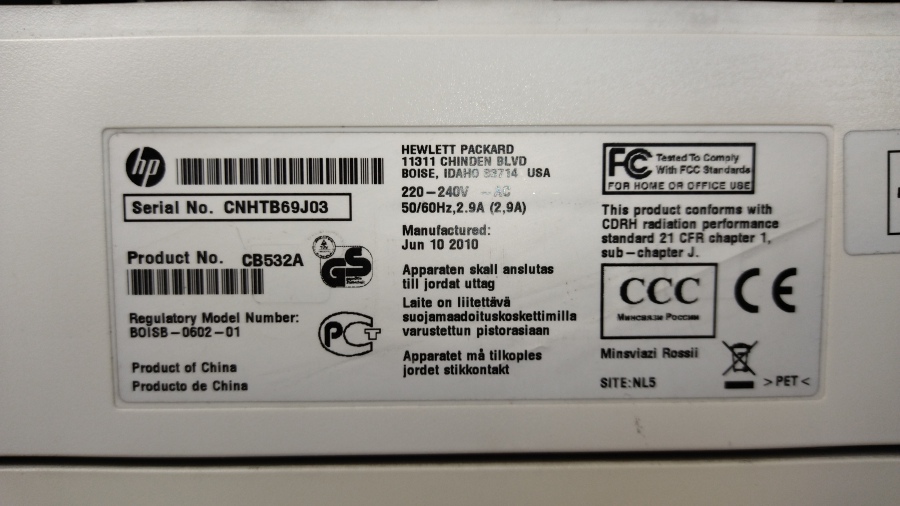 hp
Serial No. CNHTB69J03
Product No. CB532A
GS
Regulatory Model Number:
BOISB-0602-01
Product of China
Producto de China
HEWLETT PACKARD
11311 CHINDEN BLVD
BOISE, IDAHO 83714 USA
220-240V ~ AC
50/60Hz,2.9A (2,9A)
Manufactured:
Jun 10 2010
Apparaten skall anslutas
till jordat uttag
Laite on liitettävä
suojamaadoituskoskettimilla
varustettun pistorasiaan
Apparatet må tilkoples
jordet stikkontakt
FC Tested To Comply
With FCC Standards
FOR HOME OR OFFICE USE
This product conforms with
CDRH radiation performance
standard 21 CFR chapter 1,
sub-chapter J.
CCC
Минсвязи России
CE
Minsviazi Rossii
SITE:NL5
>PET<